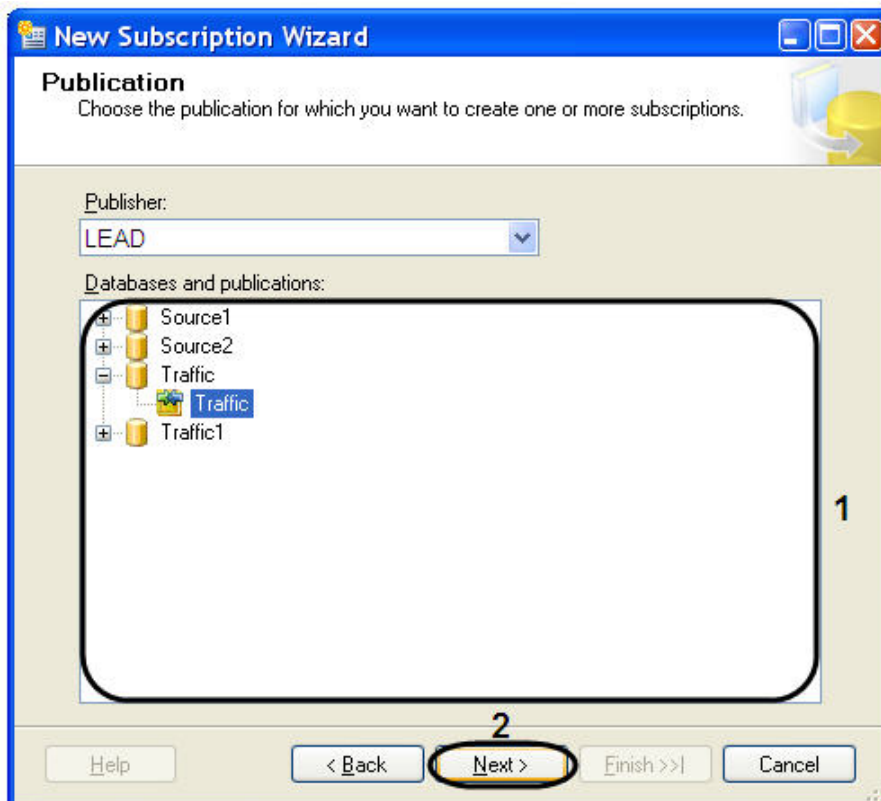 New Subscription Wizard
Publication
Choose the publication for which you want to create one or more subscriptions.
Publisher:
LEAD
Databases and publications:
Source1
Source2
Traffic
Traffic
Traffic1
1
2
Help
< Back
Next >
Finish >>|
Cancel